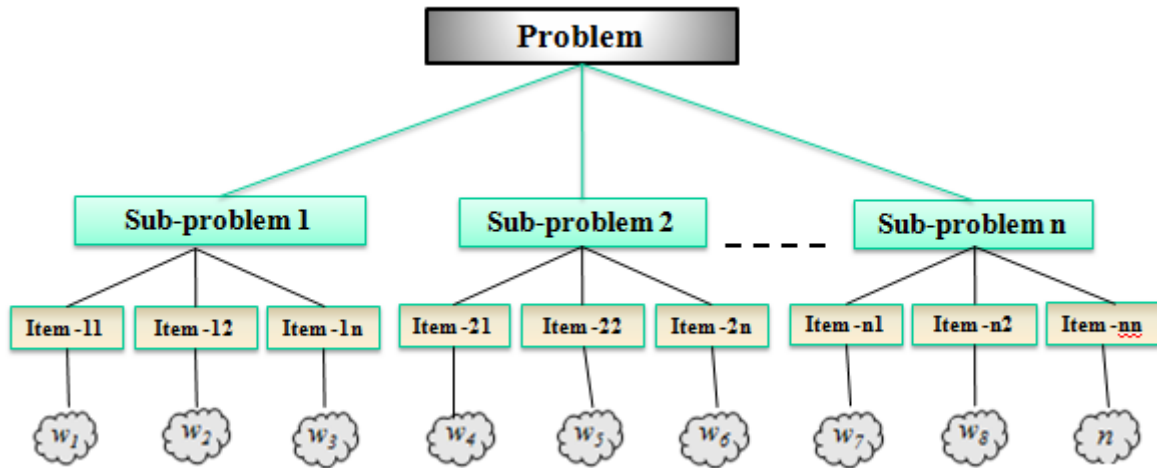 Problem
Sub-problem 1
Sub-problem 2
Sub-problem n
Item -11
Item -12
Item -1n
Item -21
Item -22
Item -2n
Item -n1
Item -n2
Item -nn
w1
w2
w3
w4
w5
w6
w7
w8
n